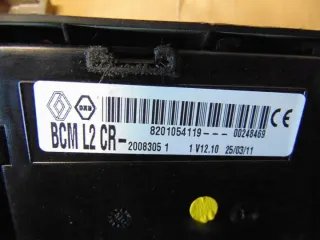 8201054119--- 00248469
BCM L2 CR- 2008305 1 1 V12.10 25/03/11
CE